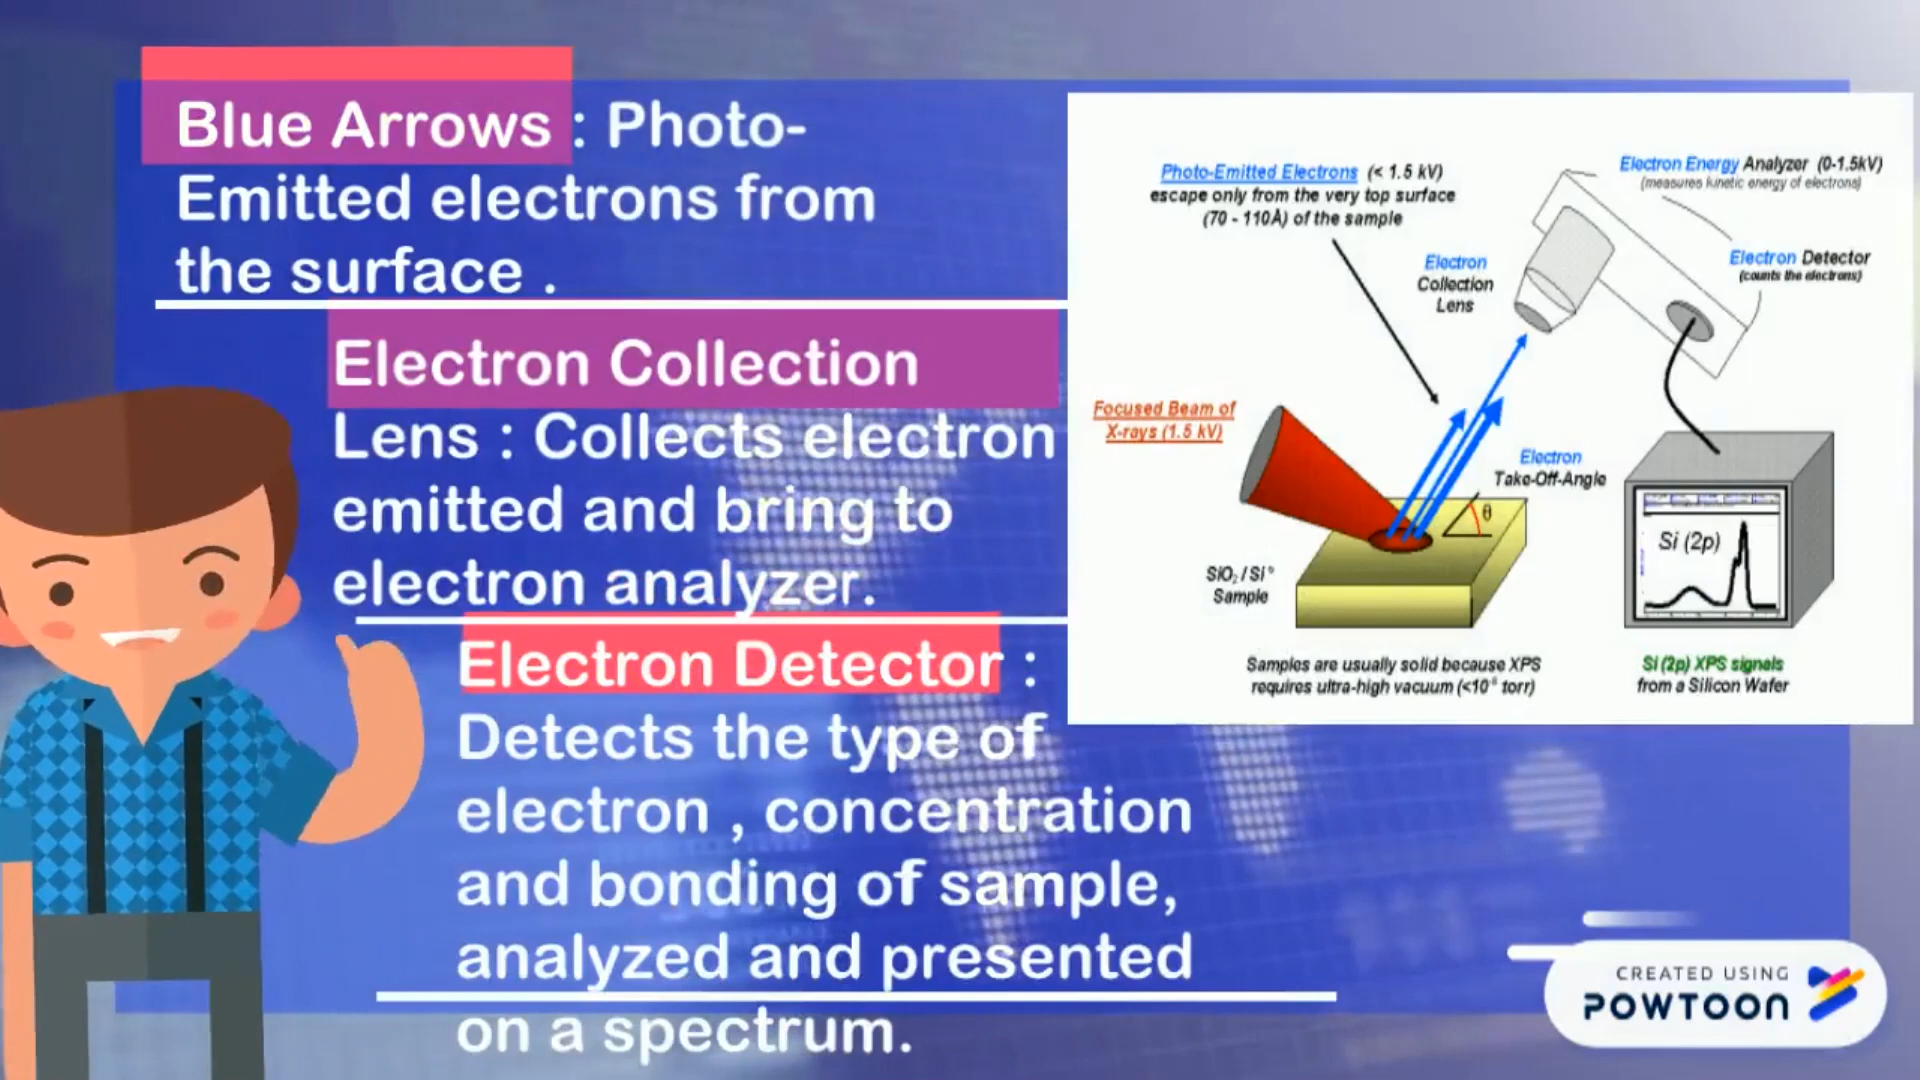 Blue Arrows : Photo-
Emitted electrons from
the surface .
Electron Collection
Lens : Collects electron
emitted and bring to
electron analyzer.
Electron Detector :
Detects the type of
electron , concentration
and bonding of sample,
analyzed and presented
on a spectrum.
Photo-Emitted Electrons (< 1.5 kV)
escape only from the very top surface
(70 - 110Å) of the sample
Electron Energy Analyzer (0-1.5kV)
(measures kinetic energy of electrons)
Electron Detector
(counts the electrons)
Electron
Collection
Lens
Focused Beam of
X-rays (1.5 kV)
Electron
Take-Off-Angle
θ
SiO₂ / Si°
Sample
Si (2p)
Samples are usually solid because XPS
requires ultra-high vacuum (<10⁻⁸ torr)
Si (2p) XPS signals
from a Silicon Wafer
CREATED USING
POWTOON